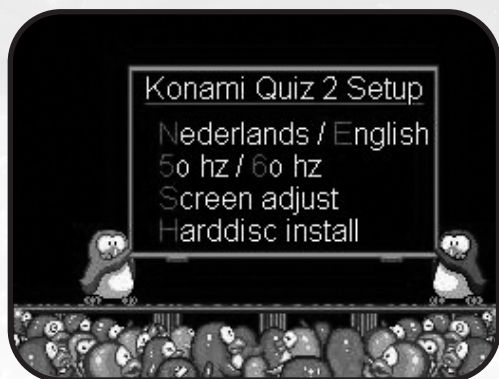 Konami Quiz 2 Setup
Nederlands / English
5o hz / 6o hz
Screen adjust
Harddisc install